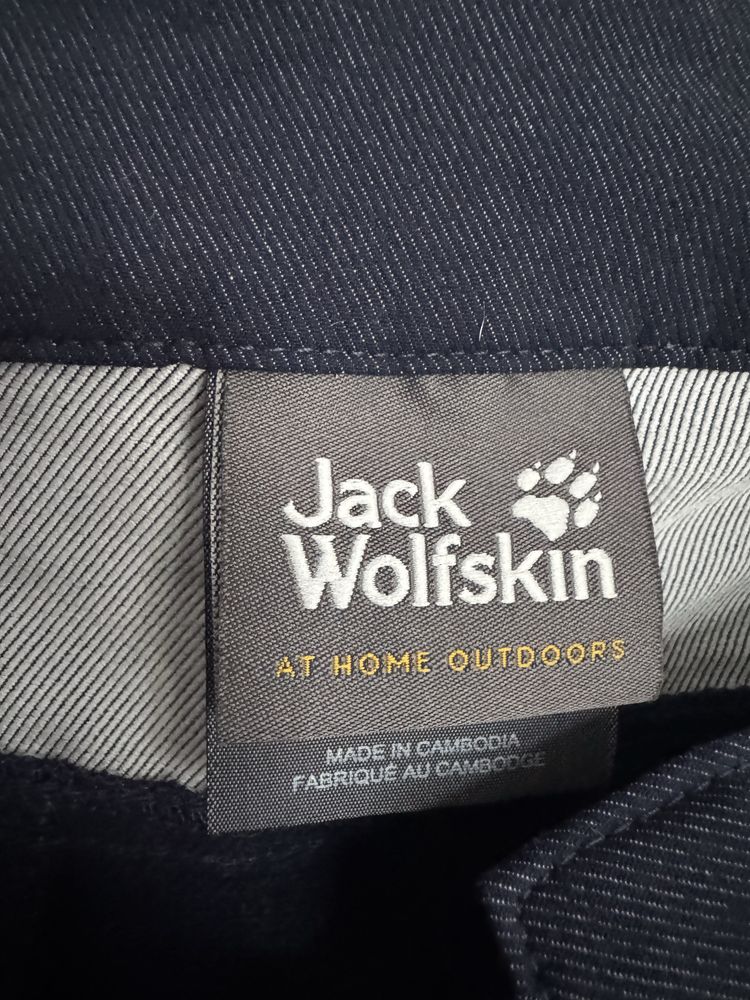 Jack
Wolfskin
AT HOME OUTDOORS
MADE IN CAMBODIA
FABRIQUÉ AU CAMBODGE